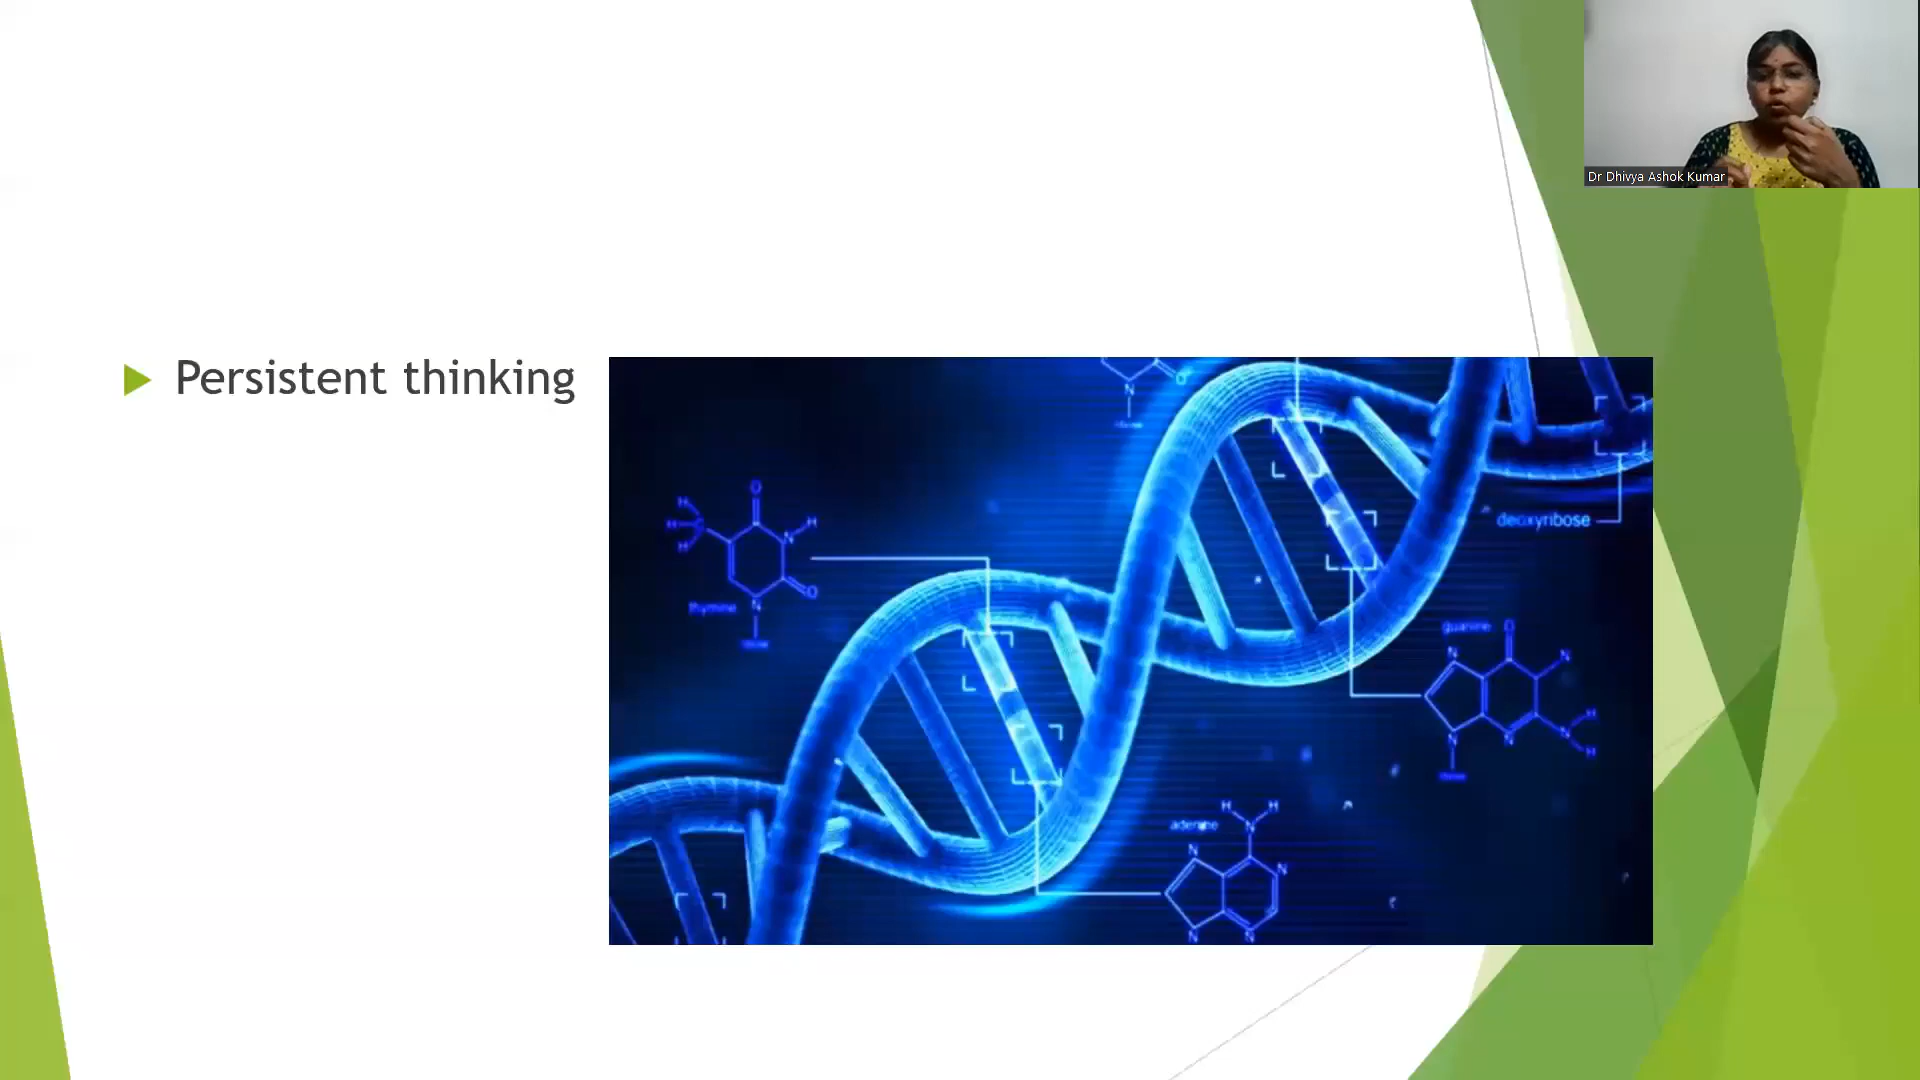 Dr Dhivya Ashok Kumar
Persistent thinking
deoxyribose
thymine
guanine
adenine